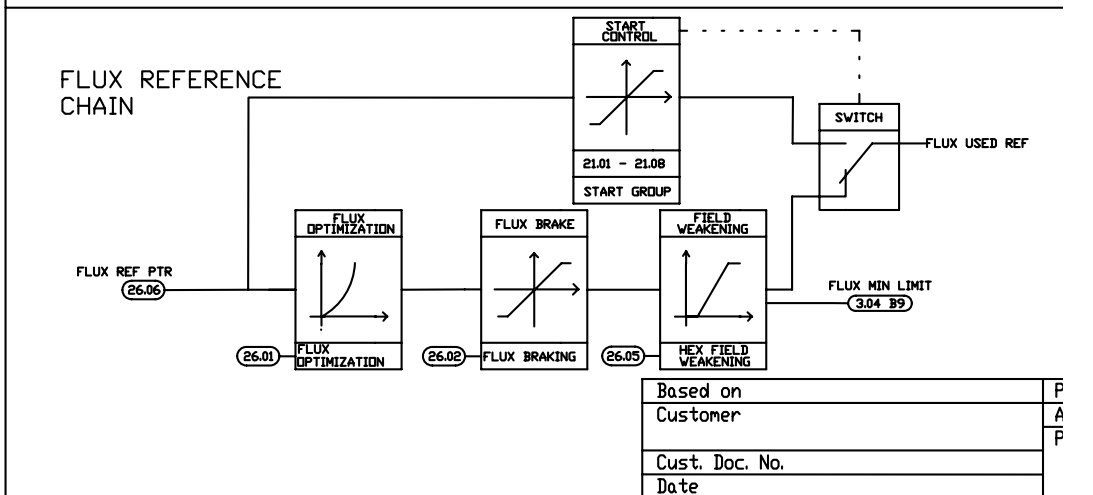 START
CONTROL
FLUX REFERENCE
CHAIN
SWITCH
FLUX USED REF
21.01 - 21.08
START GROUP
FLUX
OPTIMIZATION
FLUX BRAKE
FIELD
WEAKENING
FLUX REF PTR
26.06
FLUX MIN LIMIT
3.04 B9
26.01
FLUX
OPTIMIZATION
26.02
FLUX BRAKING
26.05
HEX FIELD
WEAKENING
Based on
P
Customer
A
P
Cust. Doc. No.
Date